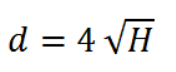 d = 4 √H